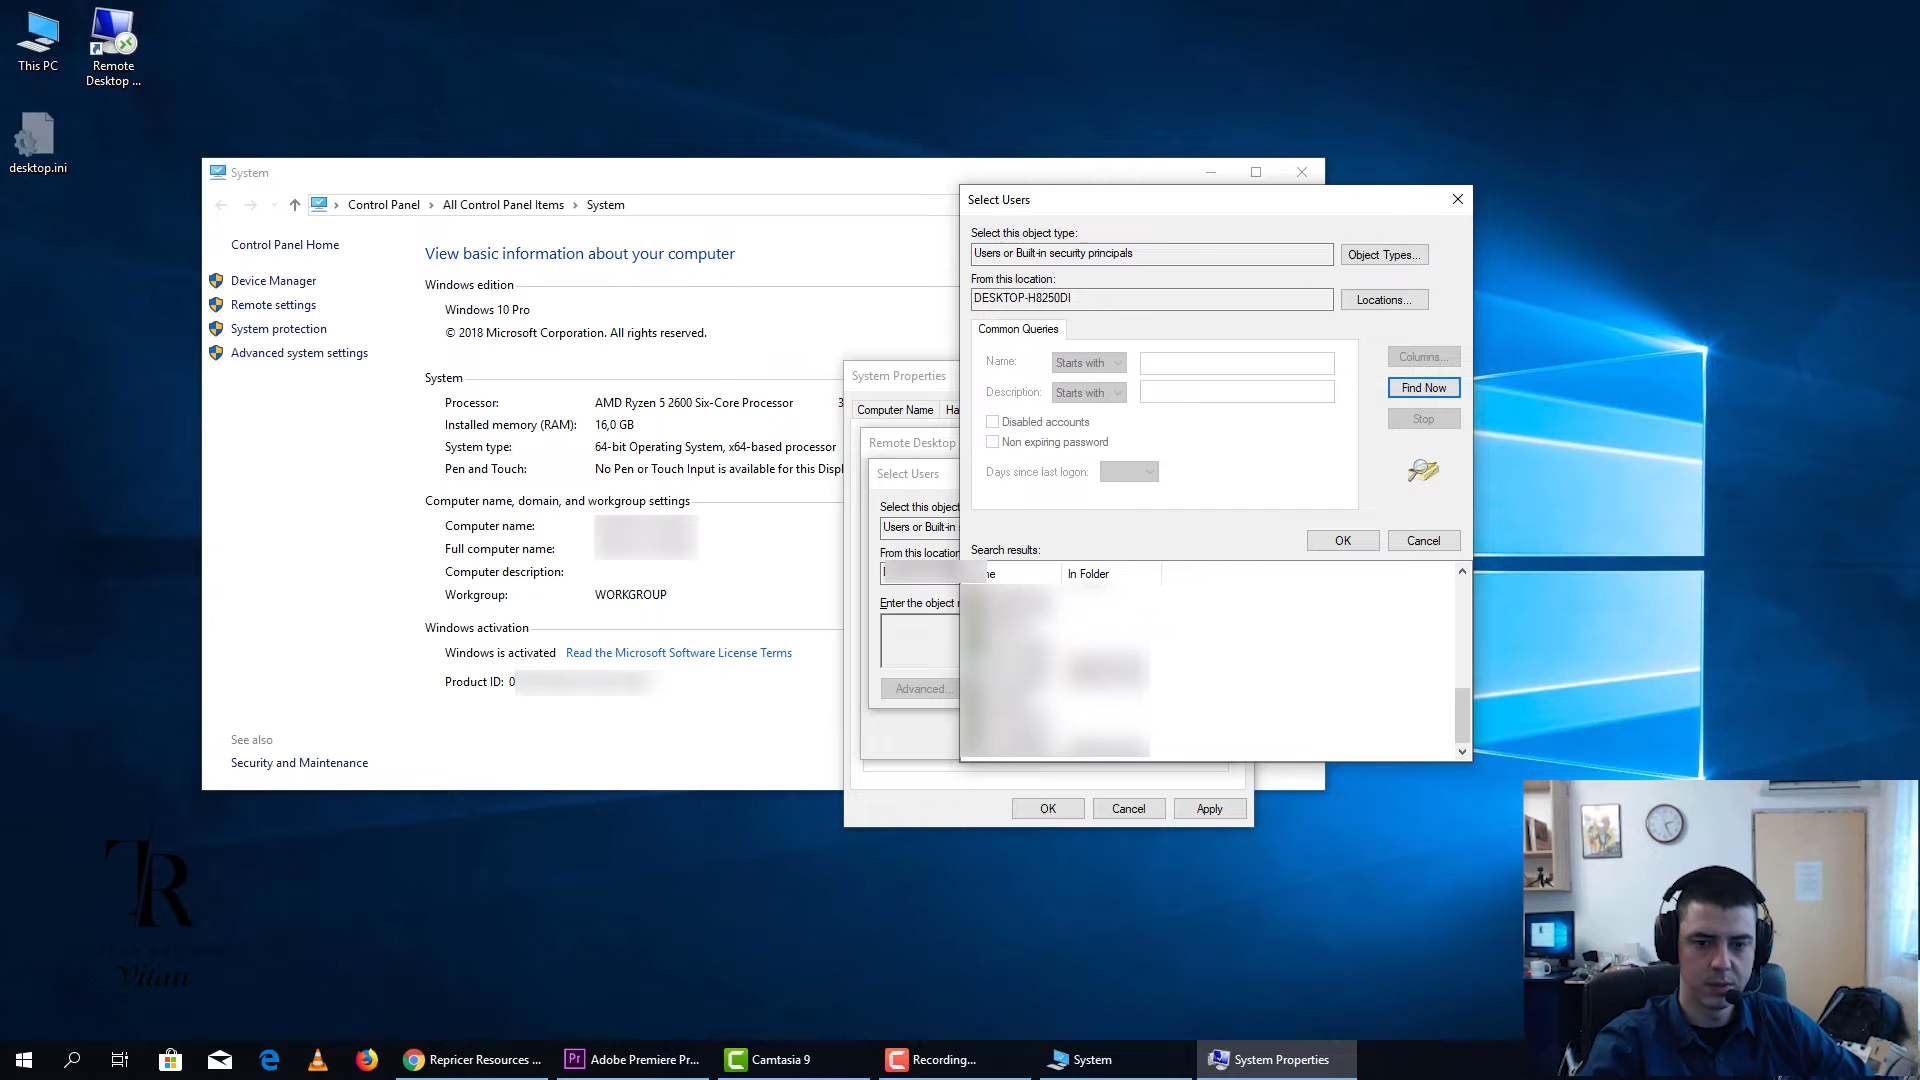 This PC
Remote
Desktop ...
desktop.ini
System
Control Panel
All Control Panel Items
System
Control Panel Home
Device Manager
Remote settings
System protection
Advanced system settings
See also
Security and Maintenance
View basic information about your computer
Windows edition
Windows 10 Pro
© 2018 Microsoft Corporation. All rights reserved.
System
Processor: AMD Ryzen 5 2600 Six-Core Processor 3
Installed memory (RAM): 16,0 GB
System type: 64-bit Operating System, x64-based processor
Pen and Touch: No Pen or Touch Input is available for this Displ
Computer name, domain, and workgroup settings
Computer name:
Full computer name:
Computer description:
Workgroup: WORKGROUP
Windows activation
Windows is activated Read the Microsoft Software License Terms
Product ID: 0
System Properties
Computer Name Ha
Remote Desktop
Select Users
Select this object
Users or Built-in
From this location
Enter the object
Advanced...
OK Cancel Apply
Select Users
Select this object type:
Users or Built-in security principals Object Types...
From this location:
DESKTOP-H8250DI Locations...
Common Queries
Name: Starts with
Description: Starts with
Disabled accounts
Non expiring password
Days since last logon:
Columns...
Find Now
Stop
OK Cancel
Search results:
In Folder
TR
Vitan
Repricer Resources ...
Adobe Premiere Pr...
Camtasia 9
Recording...
System
System Properties